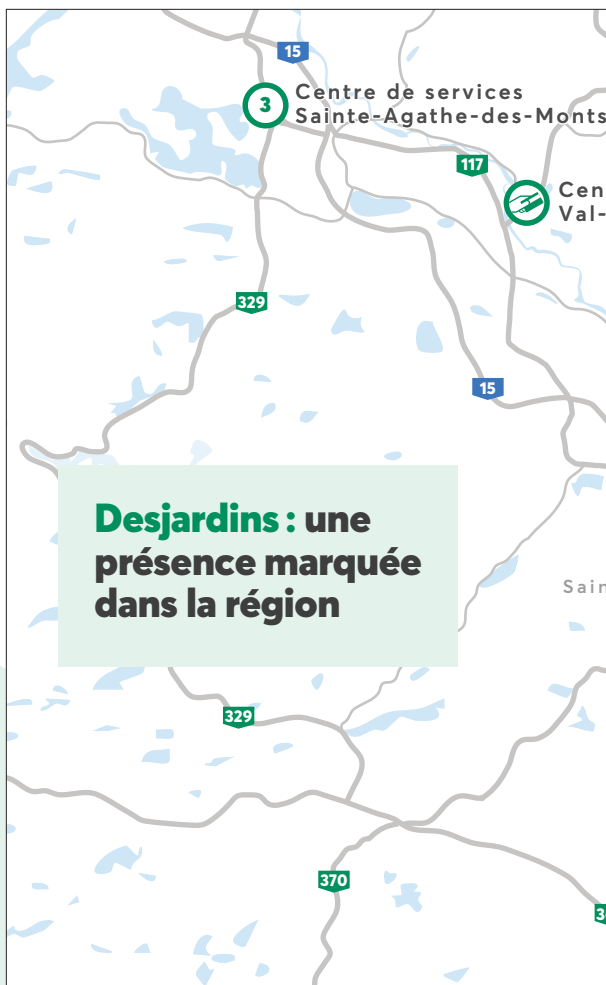 15
3
Centre de services
Sainte-Agathe-des-Monts
117
Cen
Val-
329
15
Desjardins : une
présence marquée
dans la région
Sain
329
370
3